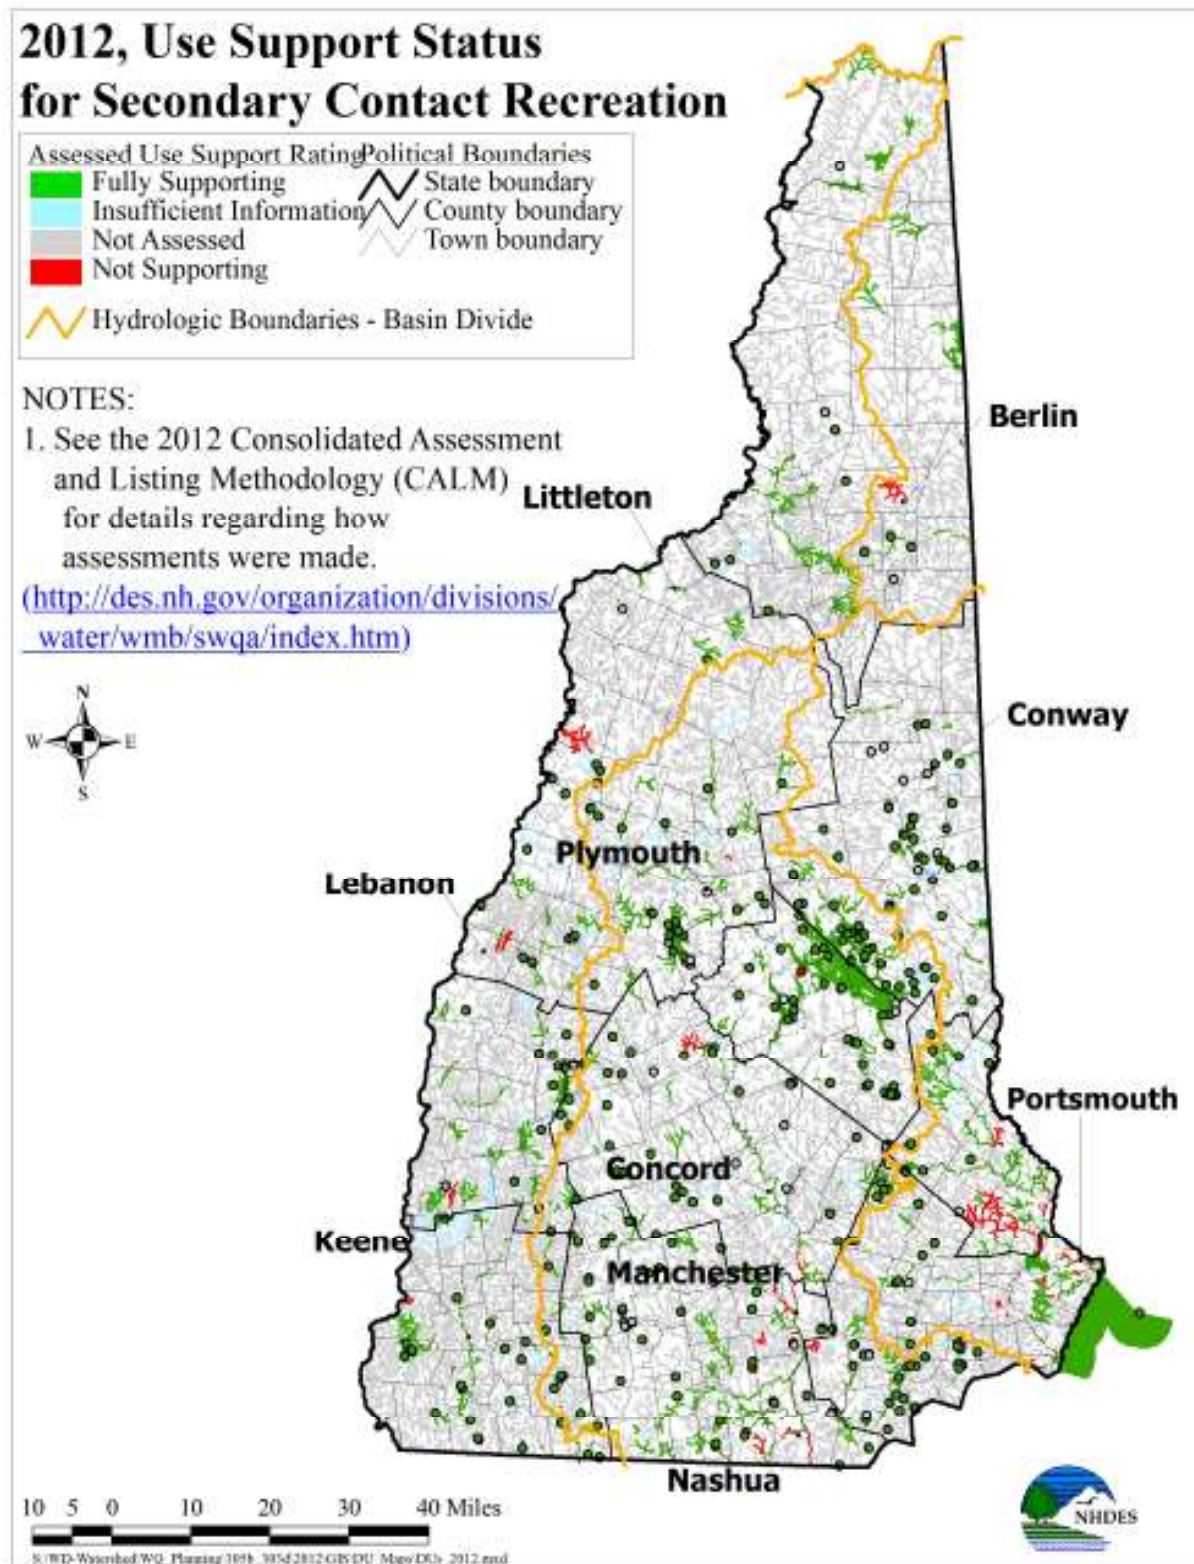 2012, Use Support Status
for Secondary Contact Recreation
Assessed Use Support Rating
Fully Supporting
Insufficient Information
Not Assessed
Not Supporting
Hydrologic Boundaries - Basin Divide
Political Boundaries
State boundary
County boundary
Town boundary
NOTES:
1. See the 2012 Consolidated Assessment
and Listing Methodology (CALM)
for details regarding how
assessments were made.
(http://des.nh.gov/organization/divisions/
_water/wmb/swqa/index.htm)
N
W
E
S
Berlin
Littleton
Conway
Plymouth
Lebanon
Portsmouth
Concord
Keene
Manchester
Nashua
10 5 0 10 20 30 40 Miles
NHDES